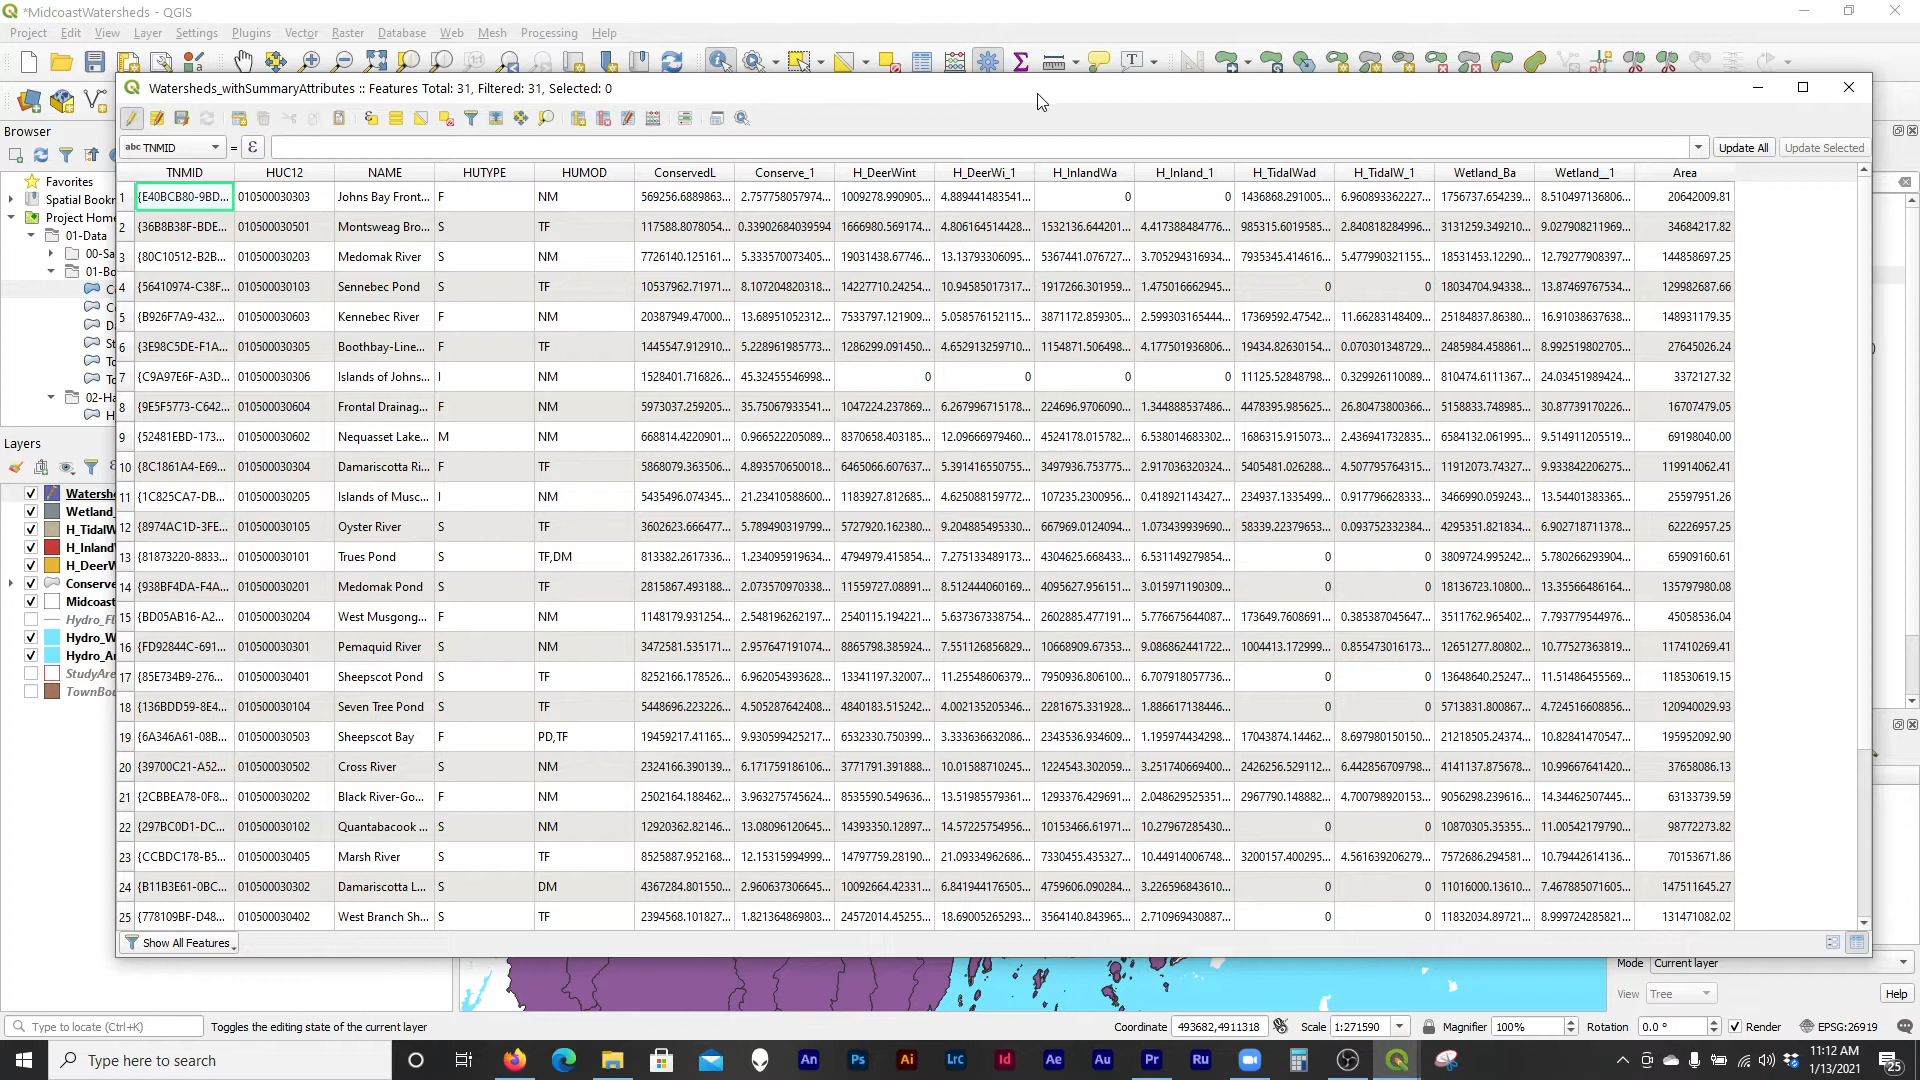 *MidcoastWatersheds - QGIS
Project Edit View Layer Settings Plugins Vector Raster Database Web Mesh Processing Help
Watersheds_withSummaryAttributes :: Features Total: 31, Filtered: 31, Selected: 0
abc TNMID = ε Update All Update Selected
TNMID HUC12 NAME HUTYPE HUMOD ConservedL Conserve_1 H_DeerWint H_DeerWi_1 H_InlandWa H_Inland_1 H_TidalWad H_TidalW_1 Wetland_Ba Wetland__1 Area
1 {E40BCB80-9BD... 010500030303 Johns Bay Front... F NM 569256.6889863... 2.757758057974... 1009278.990905... 4.889441483541... 0 0 1436868.291005... 6.960893362227... 1756737.654239... 8.510497136806... 20642009.81
2 {36B8B38F-BDE... 010500030501 Montsweag Bro... S TF 117588.8078054... 0.33902684039594 1666980.569174... 4.806164514428... 1532136.644201... 4.417388484776... 985315.6019585... 2.840818284996... 3131259.349210... 9.027908211969... 34684217.82
3 {80C10512-B2B... 010500030203 Medomak River S NM 7726140.125161... 5.333570073405... 19031438.67746... 13.13793306095... 5367441.076727... 3.705294316934... 7935345.414616... 5.477990321155... 18531453.12290... 12.79277908397... 144858697.25
4 {56410974-C38F... 010500030103 Sennebec Pond S TF 10537962.71971... 8.107204820318... 14227710.24254... 10.94585017317... 1917266.301959... 1.475016662945... 0 0 18034704.94338... 13.87469767534... 129982687.66
5 {B926F7A9-432... 010500030603 Kennebec River F NM 20387949.47000... 13.68951052312... 7533797.121909... 5.058576152115... 3871172.859305... 2.599303165444... 17369592.47542... 11.66283148409... 25184837.86380... 16.91038637638... 148931179.35
6 {3E98C5DE-F1A... 010500030305 Boothbay-Line... F TF 1445547.912910... 5.228961985773... 1286299.091450... 4.652913259710... 1154871.506498... 4.177501936806... 19434.82630154... 0.070301348729... 2485984.458861... 8.992519802705... 27645026.24
7 {C9A97E6F-A3D... 010500030306 Islands of Johns... I NM 1528401.716826... 45.32455546998... 0 0 0 0 11125.52848798... 0.329926110089... 810474.6111367... 24.03451989424... 3372127.32
8 {9E5F5773-C642... 010500030604 Frontal Drainag... F NM 5973037.259205... 35.75067933541... 1047224.237869... 6.267996715178... 224696.9706090... 1.344888537486... 4478395.985625... 26.80473800366... 5158833.748985... 30.87739170226... 16707479.05
9 {52481EBD-173... 010500030602 Nequasset Lake... M NM 668814.4220901... 0.966522205089... 8370658.403185... 12.09666979460... 4524178.015782... 6.538014683302... 1686315.915073... 2.436941732835... 6584132.061995... 9.514911205519... 69198040.00
10 {8C1861A4-E69... 010500030304 Damariscotta Ri... F TF 5868079.363506... 4.893570650018... 6465066.607637... 5.391416550755... 3497936.753775... 2.917036320324... 5405481.026288... 4.507795764315... 11912073.74327... 9.933842206275... 119914062.41
11 {1C825CA7-DB... 010500030205 Islands of Musc... I NM 5435496.074345... 21.23410588600... 1183927.812685... 4.625088159772... 107235.2300956... 0.418921143427... 234937.1335499... 0.917796628333... 3466990.059243... 13.54401383365... 25597951.26
12 {8974AC1D-3FE... 010500030105 Oyster River S TF 3602623.666477... 5.789490319799... 5727920.162380... 9.204885495330... 667969.0124094... 1.073439939690... 58339.22379653... 0.093752332384... 4295351.821834... 6.902718711378... 62226957.25
13 {81873220-8833... 010500030101 Trues Pond S TF,DM 813382.2617336... 1.234095919634... 4794979.415854... 7.275133489173... 4304625.668433... 6.531149279854... 0 0 3809724.995242... 5.780266293904... 65909160.61
14 {938BF4DA-F4A... 010500030201 Medomak Pond S TF 2815867.493188... 2.073570970338... 11559727.08891... 8.512444060169... 4095627.956151... 3.015971190309... 0 0 18136723.10800... 13.35566486164... 135797980.08
15 {BD05AB16-A2... 010500030204 West Musgong... F NM 1148179.931254... 2.548196262197... 2540115.194221... 5.637367338754... 2602885.477191... 5.776675644087... 173649.7608691... 0.385387045647... 3511762.965402... 7.793779544976... 45058536.04
16 {FD92844C-691... 010500030301 Pemaquid River S NM 3472581.535171... 2.957647191074... 8865798.385924... 7.551126856829... 10668909.67353... 9.086862441722... 1004413.172999... 0.855473016173... 12651277.80802... 10.77527363819... 117410269.41
17 {85E734B9-276... 010500030401 Sheepscot Pond S TF 8252166.178526... 6.962054393628... 13341197.32007... 11.25548606379... 7950936.806100... 6.707918057736... 0 0 13648640.25247... 11.51486455569... 118530619.15
18 {136BDD59-8E4... 010500030104 Seven Tree Pond S TF 5448696.223226... 4.505287642408... 4840183.515242... 4.002135205346... 2281675.331928... 1.886617138446... 0 0 5713831.800867... 4.724516608856... 120940029.93
19 {6A346A61-08B... 010500030503 Sheepscot Bay F PD,TF 19459217.41165... 9.930599425217... 6532330.750399... 3.333636632086... 2343536.934609... 1.195974434298... 17043874.14462... 8.697980150150... 21218505.24374... 10.82841470547... 195952092.90
20 {39700C21-A52... 010500030502 Cross River S NM 2324166.390139... 6.171759186106... 3771791.391888... 10.01588710245... 1224543.302059... 3.251740669400... 2426256.529112... 6.442856709798... 4141137.875678... 10.99667641420... 37658086.13
21 {2CBBEA78-0F8... 010500030202 Black River-Go... F NM 2502164.188462... 3.963275745624... 8535590.549636... 13.51985579361... 1293376.429691... 2.048629525351... 2967790.148882... 4.700798920153... 9056298.239616... 14.34462507445... 63133739.59
22 {297BC0D1-DC... 010500030102 Quantabacook ... S NM 12920362.82146... 13.08096120645... 14393350.12897... 14.57225754956... 10153466.61971... 10.27967285430... 0 0 10870305.35355... 11.00542179790... 98772273.82
23 {CCBDC178-B5... 010500030405 Marsh River S TF 8525887.952168... 12.15315994999... 14797759.28190... 21.09334962686... 7330455.435327... 10.44914006748... 3200157.400295... 4.561639206279... 7572686.294581... 10.79442614136... 70153671.86
24 {B11B3E61-0BC... 010500030302 Damariscotta L... S DM 4367284.801550... 2.960637306645... 10092664.42331... 6.841944176505... 4759606.090284... 3.226596843610... 0 0 11016000.13610... 7.467885071605... 147511645.27
25 {778109BF-D48... 010500030402 West Branch Sh... S TF 2394568.101827... 1.821364869803... 24572014.45255... 18.69005265293... 3564140.843965... 2.710969430887... 0 0 11832034.89721... 8.999724285821... 131471082.02
Show All Features
Browser
Favorites
Spatial Bookm
Project Home
01-Data
00-Sa
01-Bo
C
C
D
St
To
To
02-Ha
H
Layers
Watershe
Wetland_
H_TidalW
H_Inland
H_DeerW
Conserve
Midcoast
Hydro_Fl
Hydro_W
Hydro_Ar
StudyAre
TownBou
Mode Current layer
View Tree Help
Type to locate (Ctrl+K) Toggles the editing state of the current layer Coordinate 493682,4911318 Scale 1:271590 Magnifier 100% Rotation 0.0 ° Render EPSG:26919
Type here to search An Ps Ai Lrc Id Ae Au Pr Ru 11:12 AM
1/13/2021 25